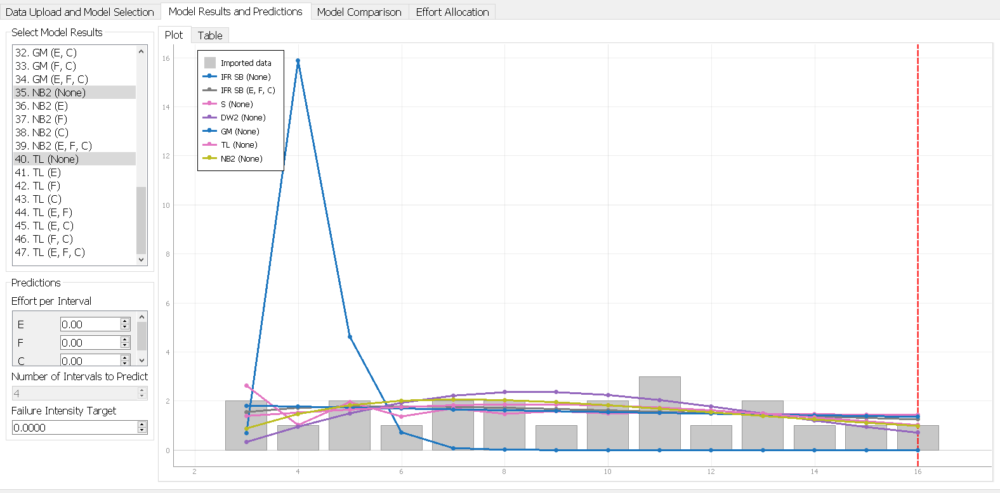 Data Upload and Model Selection
Model Results and Predictions
Model Comparison
Effort Allocation
Select Model Results
32. GM (E, C)
33. GM (F, C)
34. GM (E, F, C)
35. NB2 (None)
36. NB2 (E)
37. NB2 (F)
38. NB2 (C)
39. NB2 (E, F, C)
40. TL (None)
41. TL (E)
42. TL (F)
43. TL (C)
44. TL (E, F)
45. TL (E, C)
46. TL (F, C)
47. TL (E, F, C)
Predictions
Effort per Interval
E 0.00
F 0.00
C 0.00
Number of Intervals to Predict
4
Failure Intensity Target
0.0000
Plot
Table
Imported data
IFR SB (None)
IFR SB (E, F, C)
S (None)
DW2 (None)
GM (None)
TL (None)
NB2 (None)
16
14
12
10
8
6
4
2
0
2 4 6 8 10 12 14 16